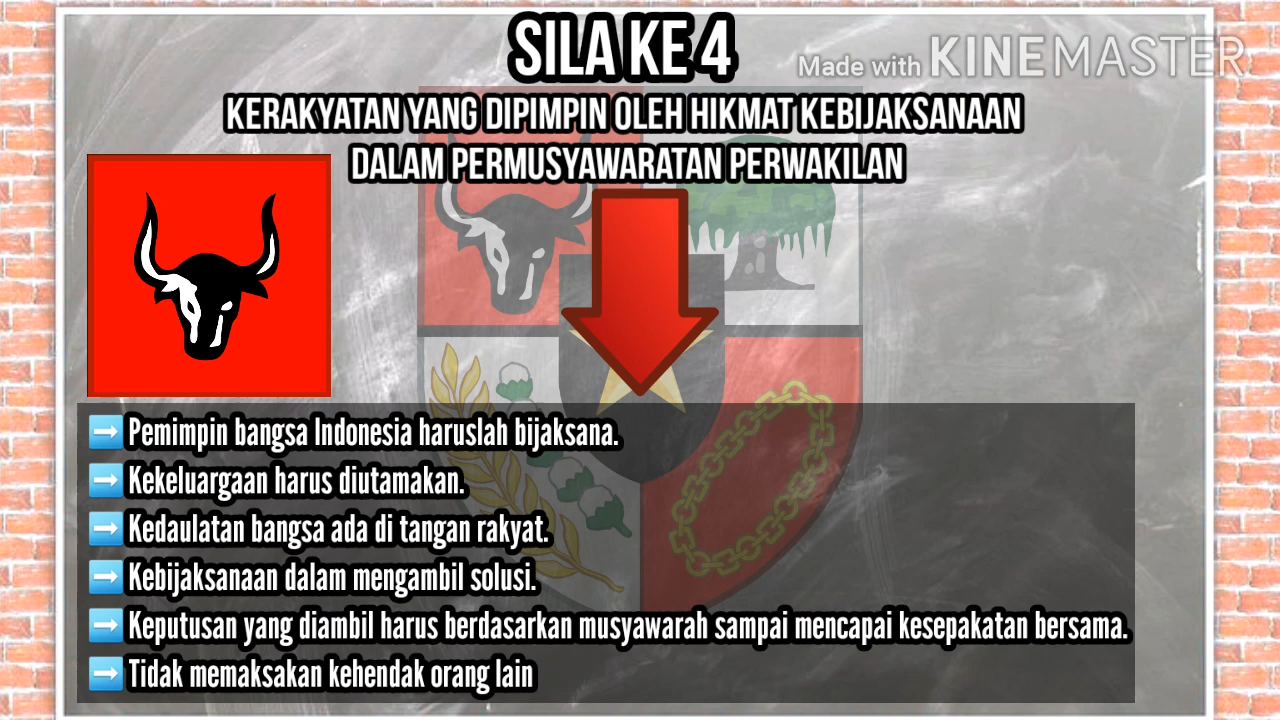 SILA KE 4
Made with KINEMASTER
KERAKYATAN YANG DIPIMPIN OLEH HIKMAT KEBIJAKSANAAN
DALAM PERMUSYAWARATAN PERWAKILAN
➡ Pemimpin bangsa Indonesia haruslah bijaksana.
➡ Kekeluargaan harus diutamakan.
➡ Kedaulatan bangsa ada di tangan rakyat.
➡ Kebijaksanaan dalam mengambil solusi.
➡ Keputusan yang diambil harus berdasarkan musyawarah sampai mencapai kesepakatan bersama.
➡ Tidak memaksakan kehendak orang lain